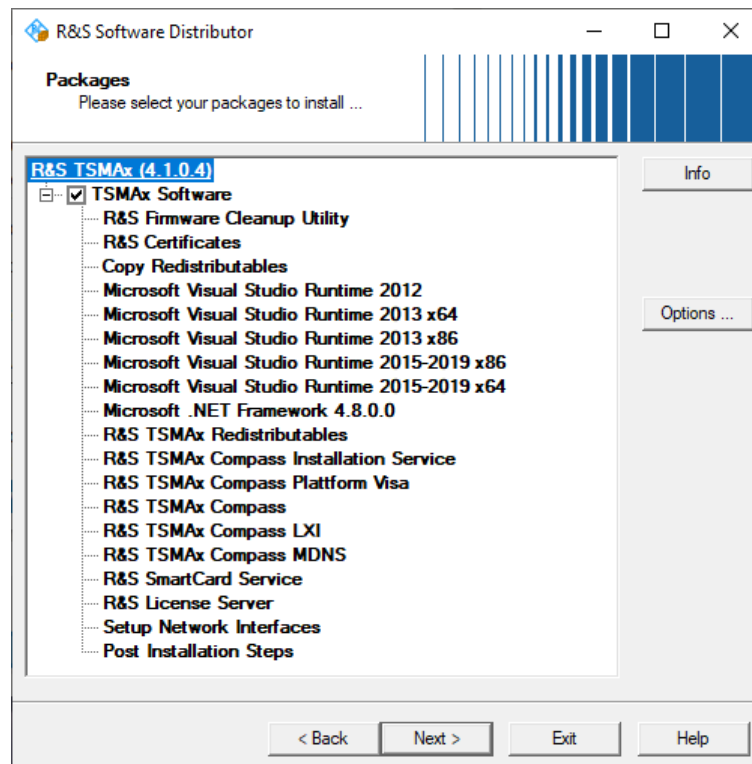 R&S Software Distributor
Packages
Please select your packages to install ...
R&S TSMAx (4.1.0.4)
Info
TSMAx Software
R&S Firmware Cleanup Utility
R&S Certificates
Copy Redistributables
Microsoft Visual Studio Runtime 2012
Microsoft Visual Studio Runtime 2013 x64
Options ...
Microsoft Visual Studio Runtime 2013 x86
Microsoft Visual Studio Runtime 2015-2019 x86
Microsoft Visual Studio Runtime 2015-2019 x64
Microsoft .NET Framework 4.8.0.0
R&S TSMAx Redistributables
R&S TSMAx Compass Installation Service
R&S TSMAx Compass Plattform Visa
R&S TSMAx Compass
R&S TSMAx Compass LXI
R&S TSMAx Compass MDNS
R&S SmartCard Service
R&S License Server
Setup Network Interfaces
Post Installation Steps
< Back Next > Exit Help